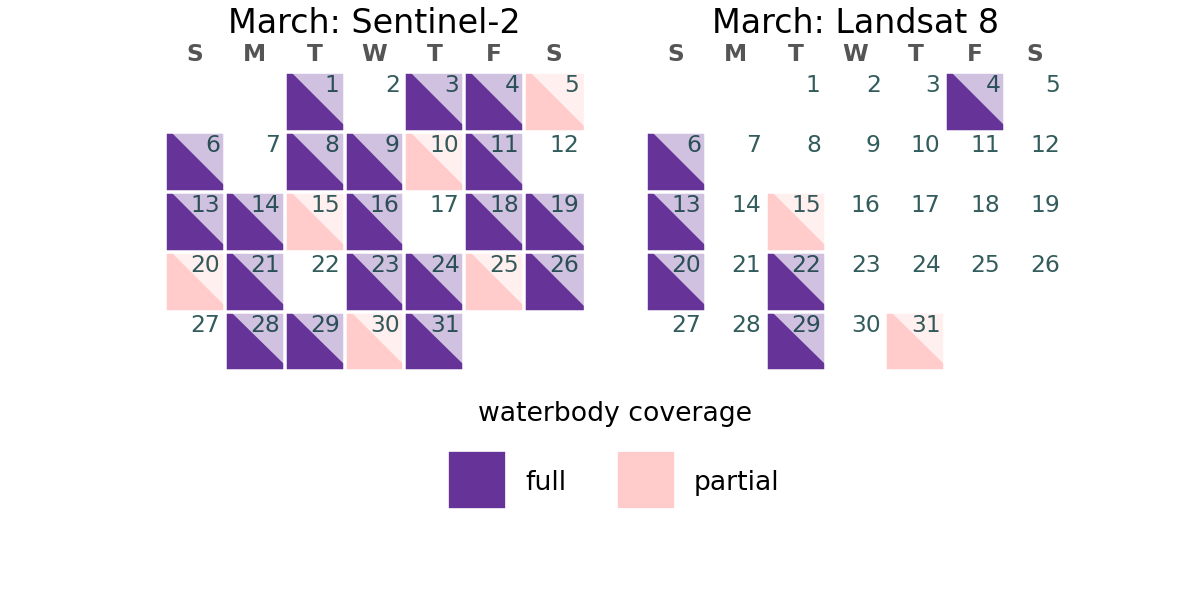 March: Sentinel-2
S M T W T F S
1 2 3 4 5
6 7 8 9 10 11 12
13 14 15 16 17 18 19
20 21 22 23 24 25 26
27 28 29 30 31
March: Landsat 8
S M T W T F S
1 2 3 4 5
6 7 8 9 10 11 12
13 14 15 16 17 18 19
20 21 22 23 24 25 26
27 28 29 30 31
waterbody coverage
full partial